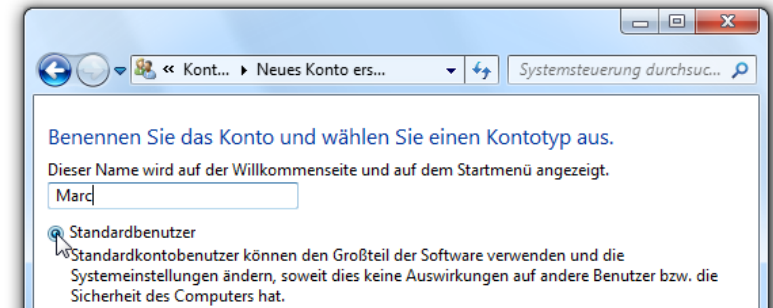 « Kont... ▸ Neues Konto ers...
Systemsteuerung durchsuc...
Benennen Sie das Konto und wählen Sie einen Kontotyp aus.
Dieser Name wird auf der Willkommenseite und auf dem Startmenü angezeigt.
Marc
Standardbenutzer
Standardkontobenutzer können den Großteil der Software verwenden und die
Systemeinstellungen ändern, soweit dies keine Auswirkungen auf andere Benutzer bzw. die
Sicherheit des Computers hat.